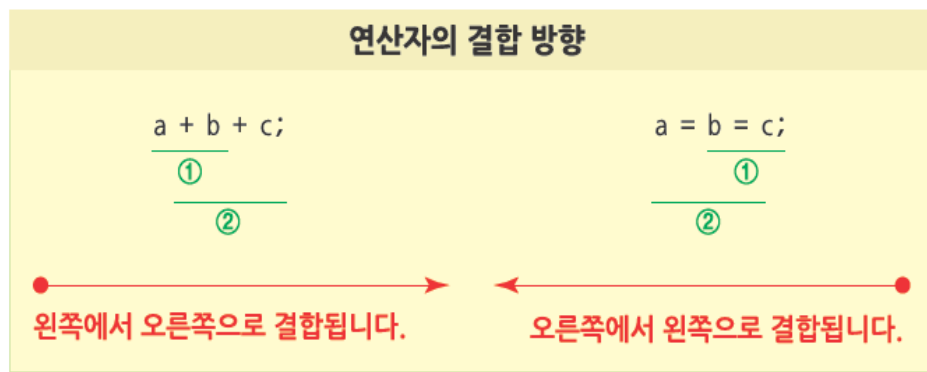 연산자의 결합 방향
a + b + c;
①
②
왼쪽에서 오른쪽으로 결합됩니다.
a = b = c;
①
②
오른쪽에서 왼쪽으로 결합됩니다.